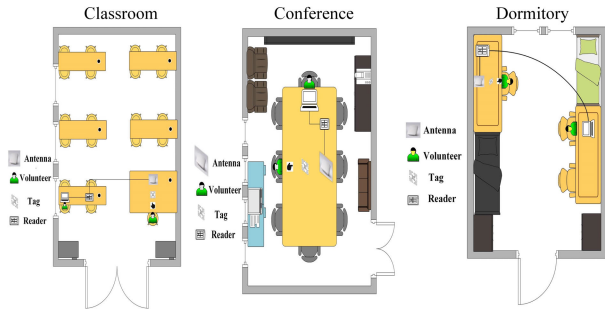 Classroom
Antenna
Volunteer
Tag
Reader
Conference
Antenna
Volunteer
Tag
Reader
Dormitory
Antenna
Volunteer
Tag
Reader